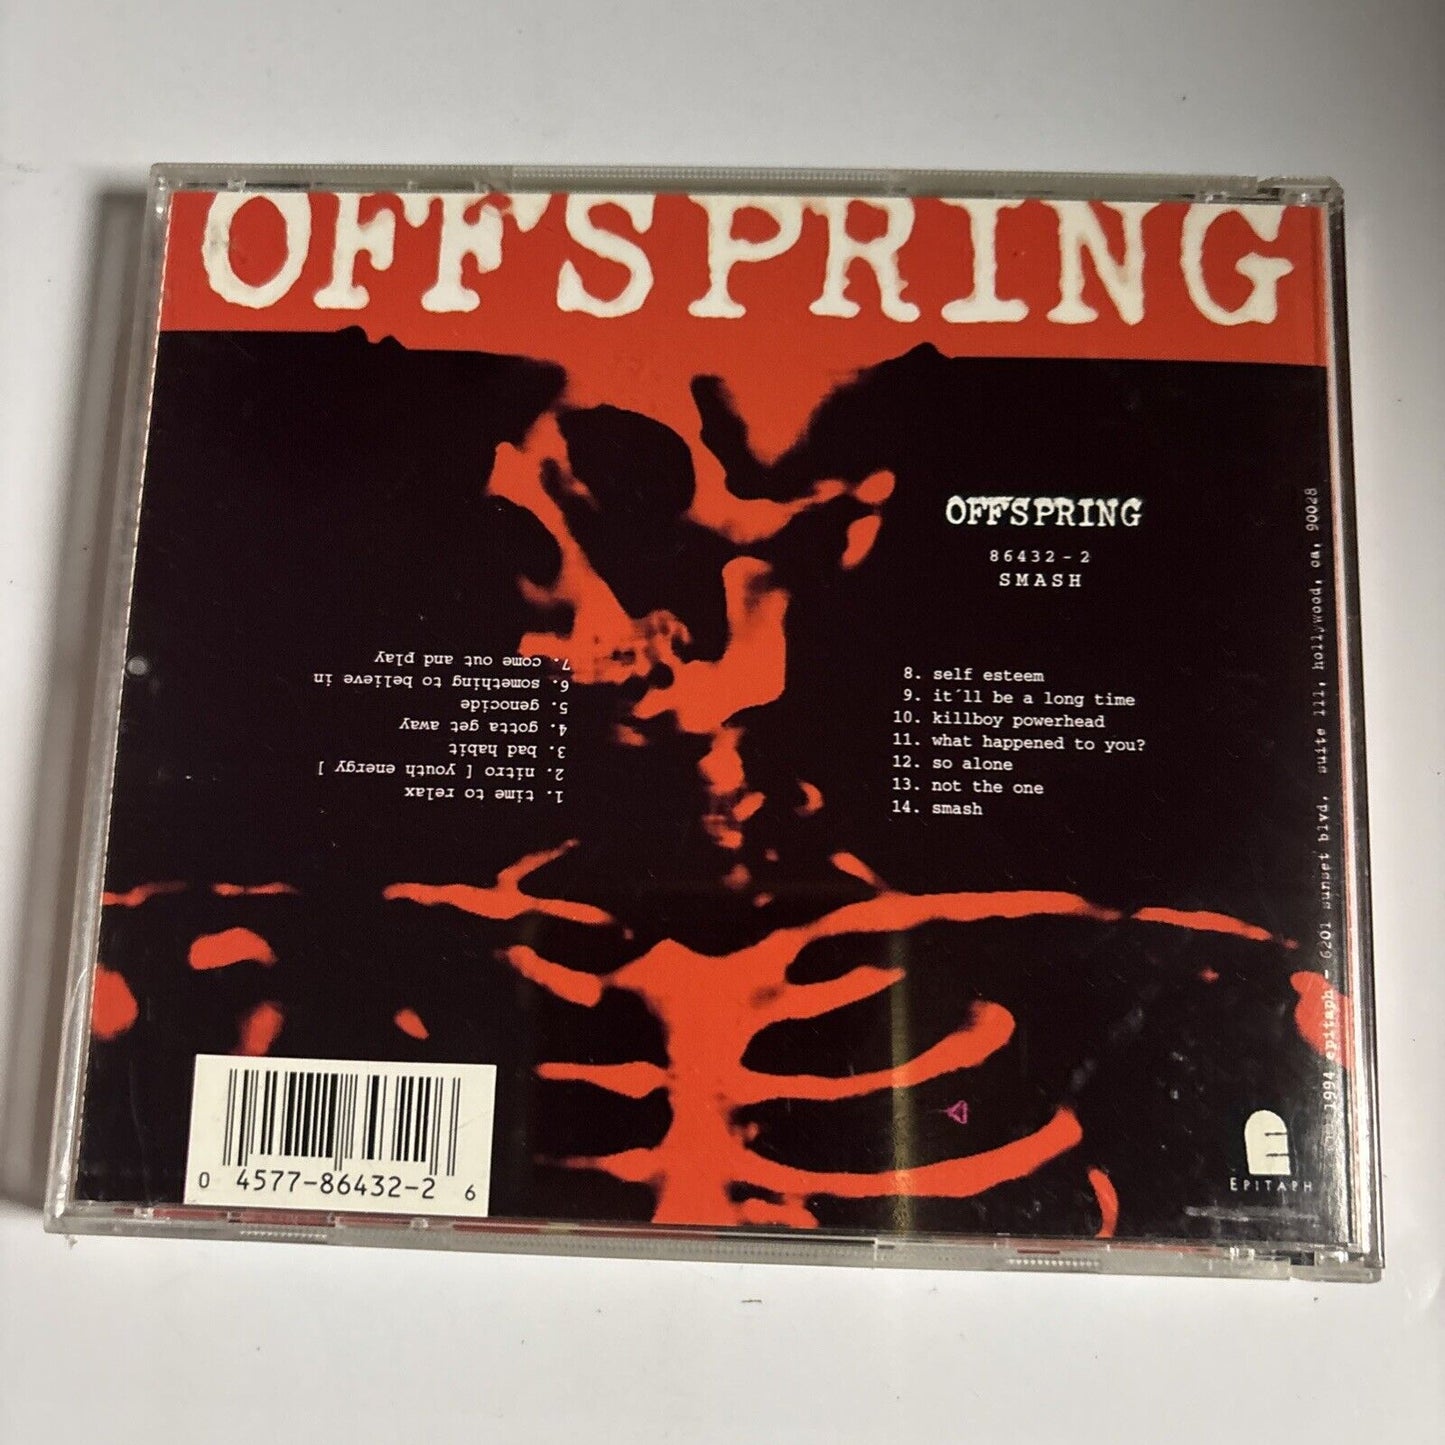 OFFSPRING
OFFSPRING
86432-2
SMASH
1. time to relax
2. nitro [ youth energy ]
3. bad habit
4. gotta get away
5. genocide
6. something to believe in
7. come out and play
8. self esteem
9. it´ll be a long time
10. killboy powerhead
11. what happened to you?
12. so alone
13. not the one
14. smash
1994 epitaph - 6201 sunset blvd, suite 111, hollywood, ca, 90028
0 4577-86432-2 6
EPITAPH